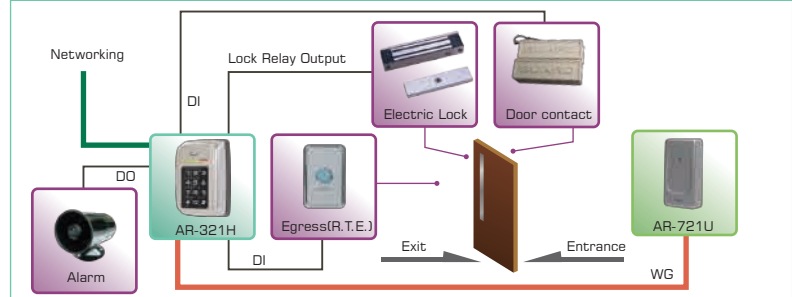 Networking
Lock Relay Output
DI
Electric Lock
Door contact
DO
AR-321H
Egress(R.T.E.)
AR-721U
Alarm
DI
Exit
Entrance
WG